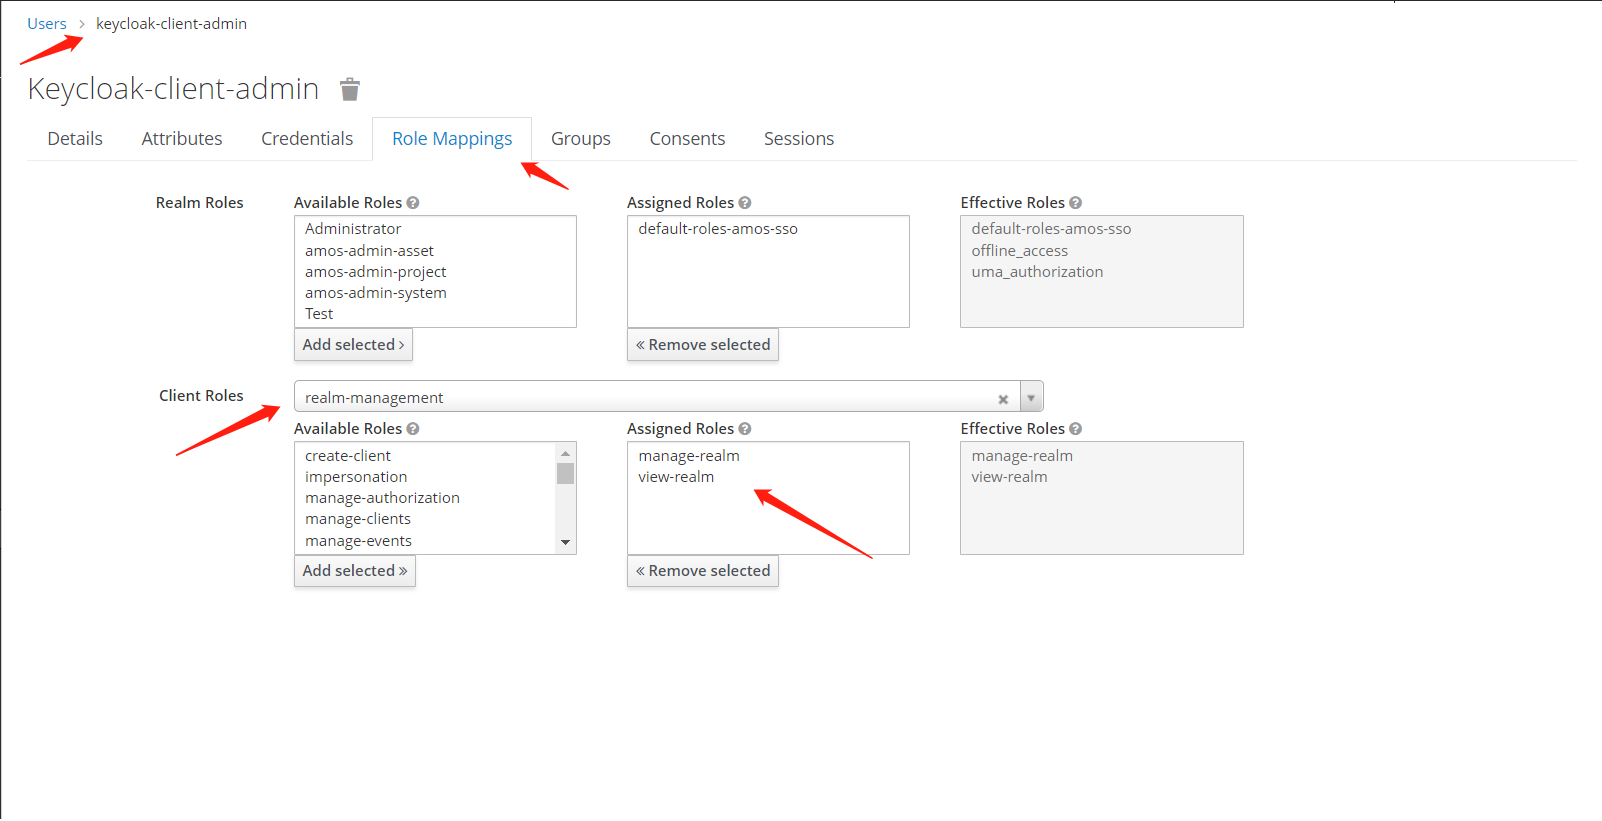 Users > keycloak-client-admin
Keycloak-client-admin
Details Attributes Credentials Role Mappings Groups Consents Sessions
Realm Roles
Available Roles ?
Administrator
amos-admin-asset
amos-admin-project
amos-admin-system
Test
Add selected >
Assigned Roles ?
default-roles-amos-sso
« Remove selected
Effective Roles ?
default-roles-amos-sso
offline_access
uma_authorization
Client Roles
realm-management
Available Roles ?
create-client
impersonation
manage-authorization
manage-clients
manage-events
Add selected »
Assigned Roles ?
manage-realm
view-realm
« Remove selected
Effective Roles ?
manage-realm
view-realm